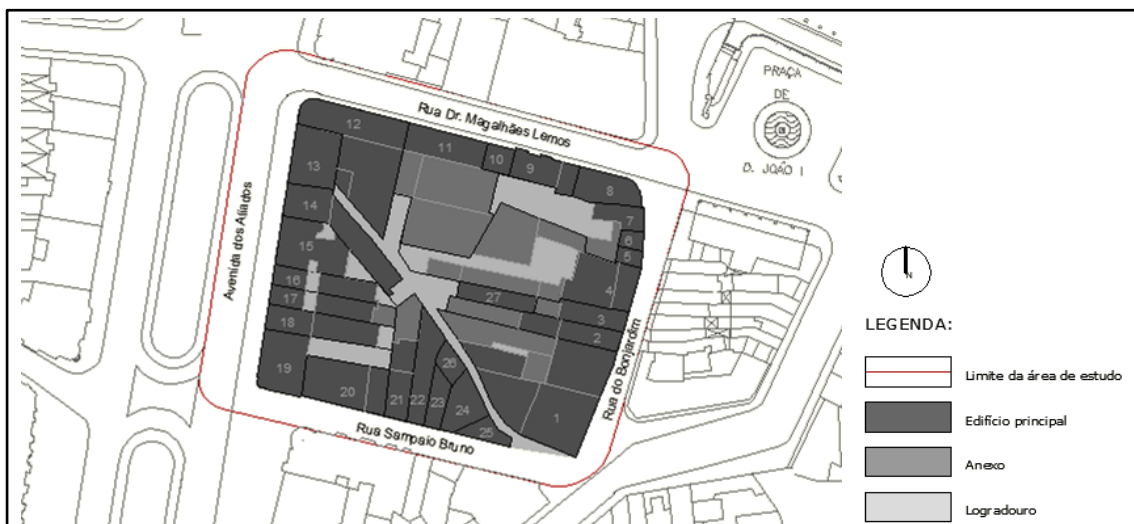 PRAÇA
DE
D. JOÃO I
Rua Dr. Magalhães Lemos
Avenida dos Aliados
Rua do Bonjardim
Rua Sampaio Bruno
12
11
10
9
8
13
7
14
6
15
5
4
16
27
3
17
2
18
26
19
20
21
22
23
24
1
25
N
LEGENDA:
Limite da área de estudo
Edifício principal
Anexo
Logradouro